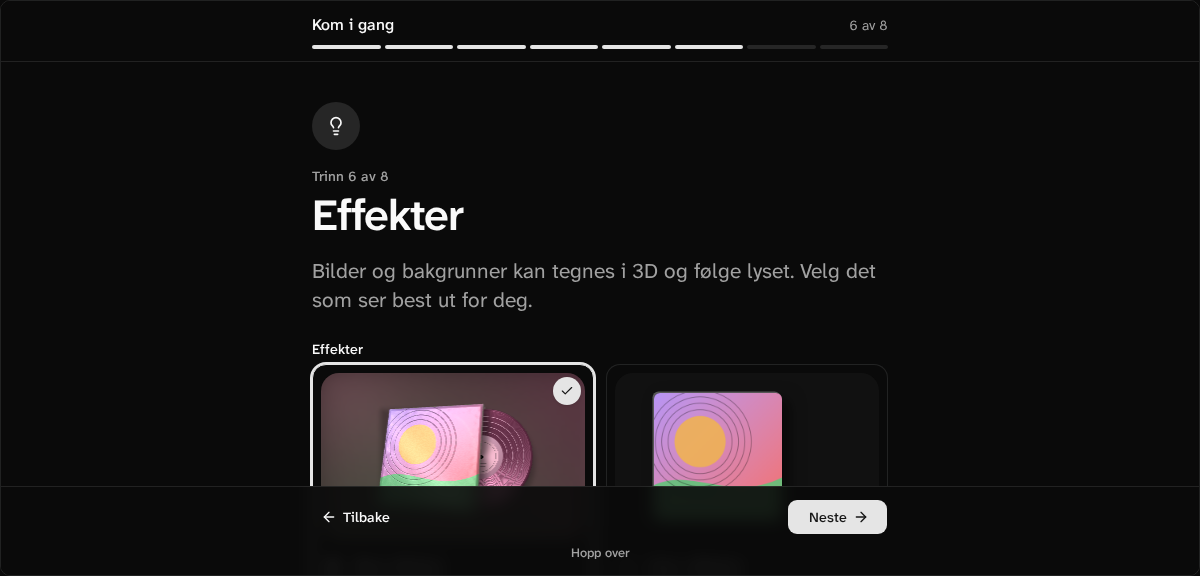 Kom i gang
6 av 8
Trinn 6 av 8
Effekter
Bilder og bakgrunner kan tegnes i 3D og følge lyset. Velg det
som ser best ut for deg.
Effekter
Tilbake
Neste
Hopp over